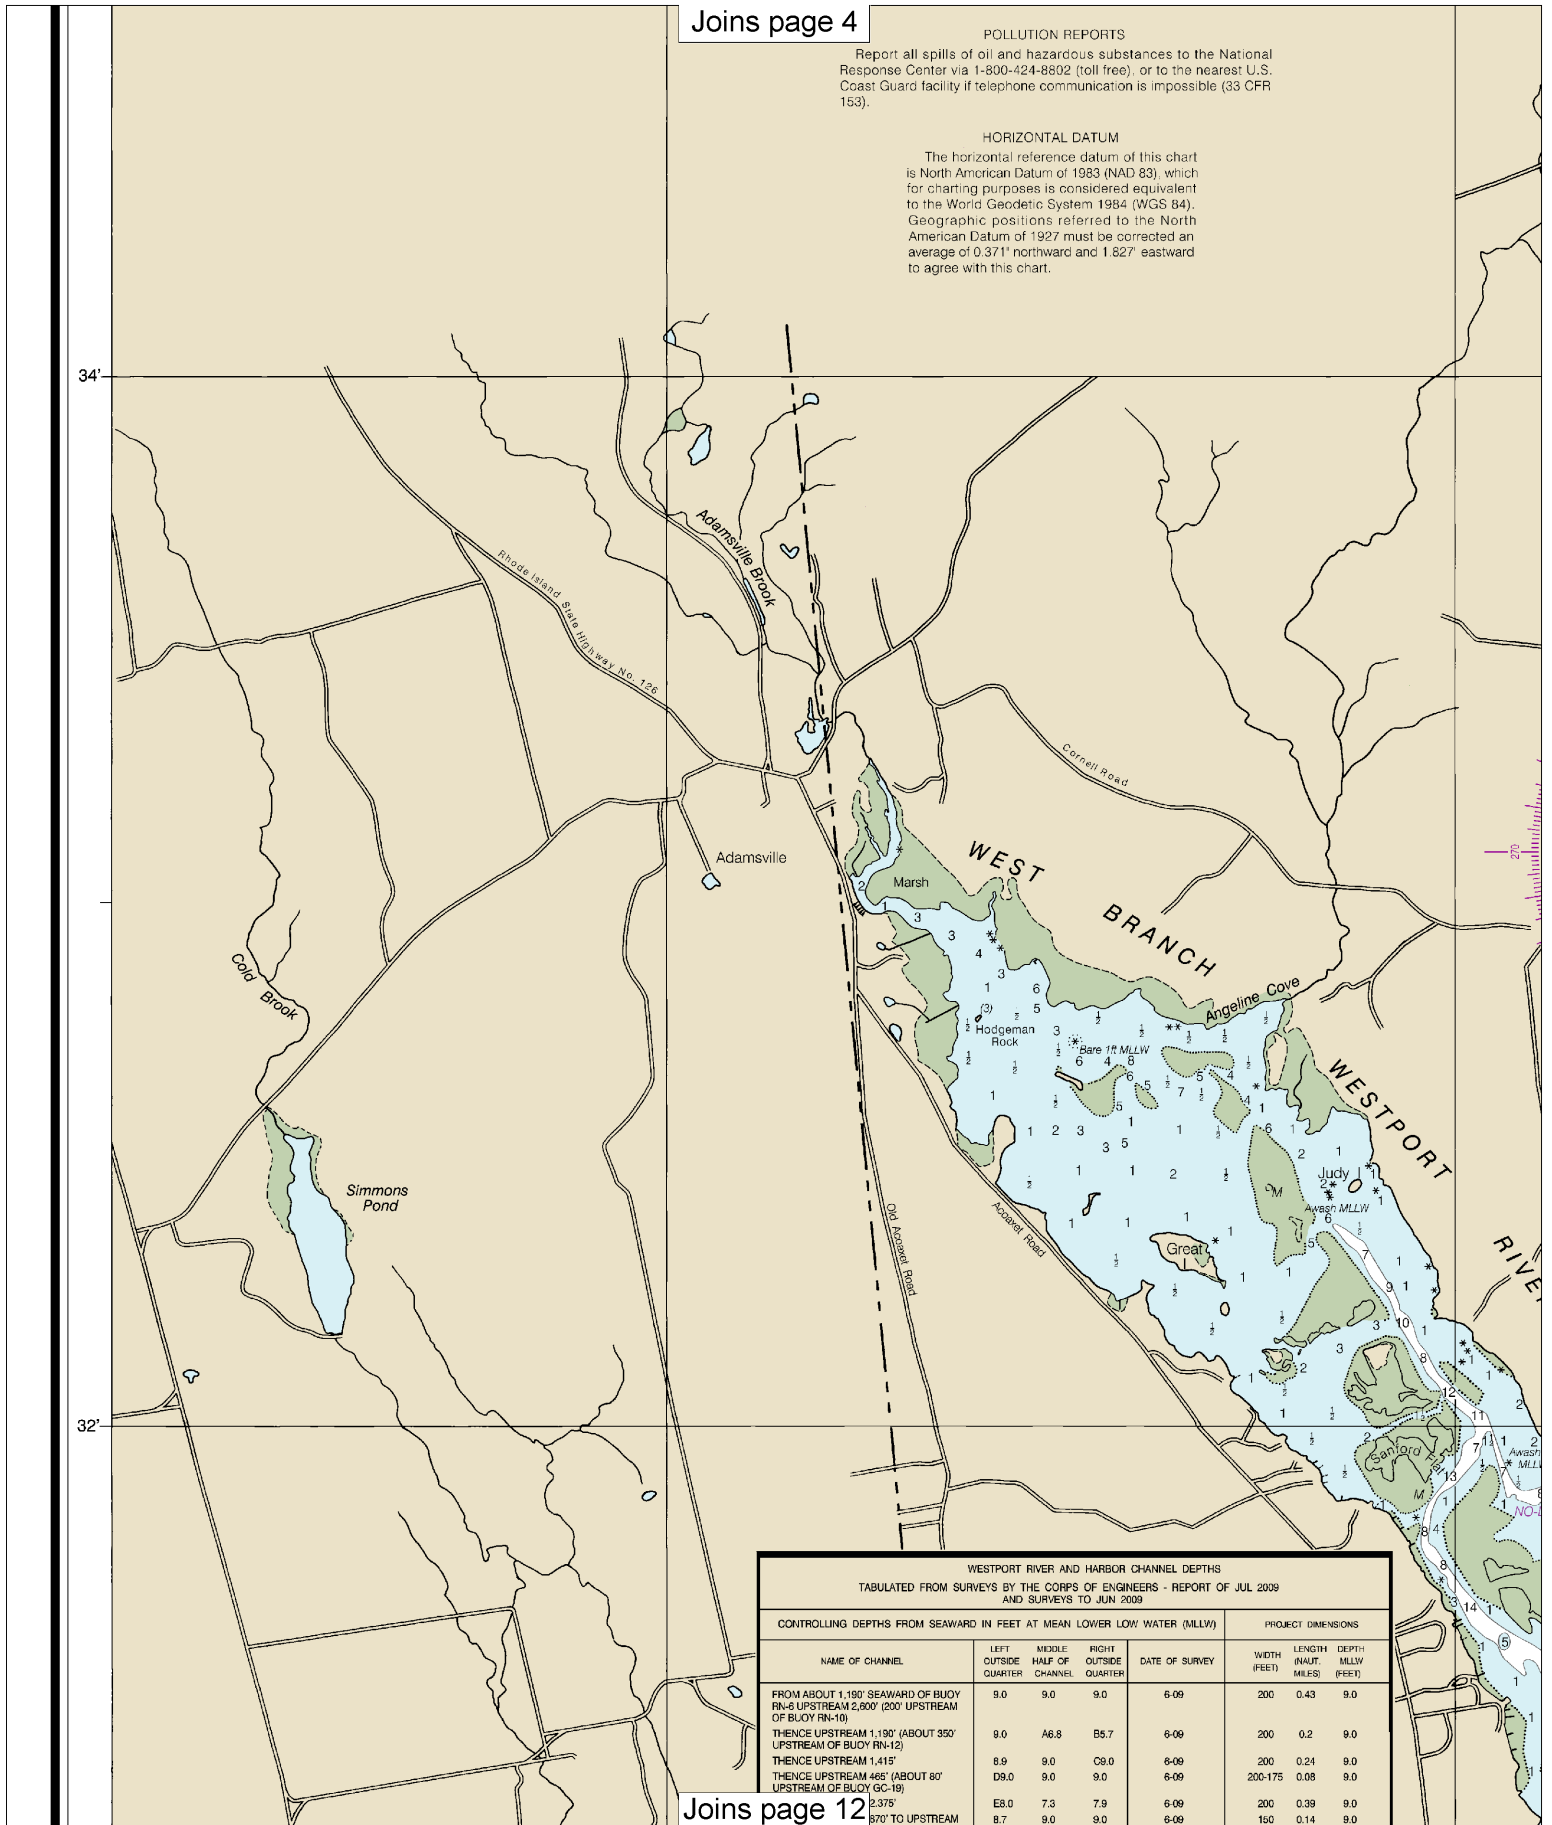 Joins page 4
POLLUTION REPORTS
Report all spills of oil and hazardous substances to the National
Response Center via 1-800-424-8802 (toll free), or to the nearest U.S.
Coast Guard facility if telephone communication is impossible (33 CFR
153).
HORIZONTAL DATUM
The horizontal reference datum of this chart
is North American Datum of 1983 (NAD 83), which
for charting purposes is considered equivalent
to the World Geodetic System 1984 (WGS 84).
Geographic positions referred to the North
American Datum of 1927 must be corrected an
average of 0.371" northward and 1.827" eastward
to agree with this chart.
34'
Adamsville Brook
Rhode Island State Highway No. 126
Cornell Road
270
Adamsville
WEST
BRANCH
WESTPORT
RIVE
Marsh
Cold Brook
Angeline Cove
(3)
Hodgeman
Rock
Bare 1ft MLLW
Simmons
Pond
Judy I
Awash MLLW
M
Old Acoaxet Road
Acoaxet Road
Great
I
32'
Sanford Flat
M
Awash
MLL
NO-
WESTPORT RIVER AND HARBOR CHANNEL DEPTHS
TABULATED FROM SURVEYS BY THE CORPS OF ENGINEERS - REPORT OF JUL 2009
AND SURVEYS TO JUN 2009
CONTROLLING DEPTHS FROM SEAWARD IN FEET AT MEAN LOWER LOW WATER (MLLW) PROJECT DIMENSIONS
NAME OF CHANNEL LEFT OUTSIDE QUARTER MIDDLE HALF OF CHANNEL RIGHT OUTSIDE QUARTER DATE OF SURVEY WIDTH (FEET) LENGTH (NAUT. MILES) DEPTH MLLW (FEET)
FROM ABOUT 1,190' SEAWARD OF BUOY 9.0 9.0 9.0 6-09 200 0.43 9.0
RN-6 UPSTREAM 2,600' (200' UPSTREAM
OF BUOY RN-10)
THENCE UPSTREAM 1,190' (ABOUT 350' 9.0 A6.8 B5.7 6-09 200 0.2 9.0
UPSTREAM OF BUOY RN-12)
THENCE UPSTREAM 1,415' 8.9 9.0 C9.0 6-09 200 0.24 9.0
THENCE UPSTREAM 465' (ABOUT 80' D9.0 9.0 9.0 6-09 200-175 0.08 9.0
UPSTREAM OF BUOY GC-19)
2.375' E8.0 7.3 7.9 6-09 200 0.39 9.0
670' TO UPSTREAM 8.7 9.0 9.0 6-09 150 0.14 9.0
Joins page 12